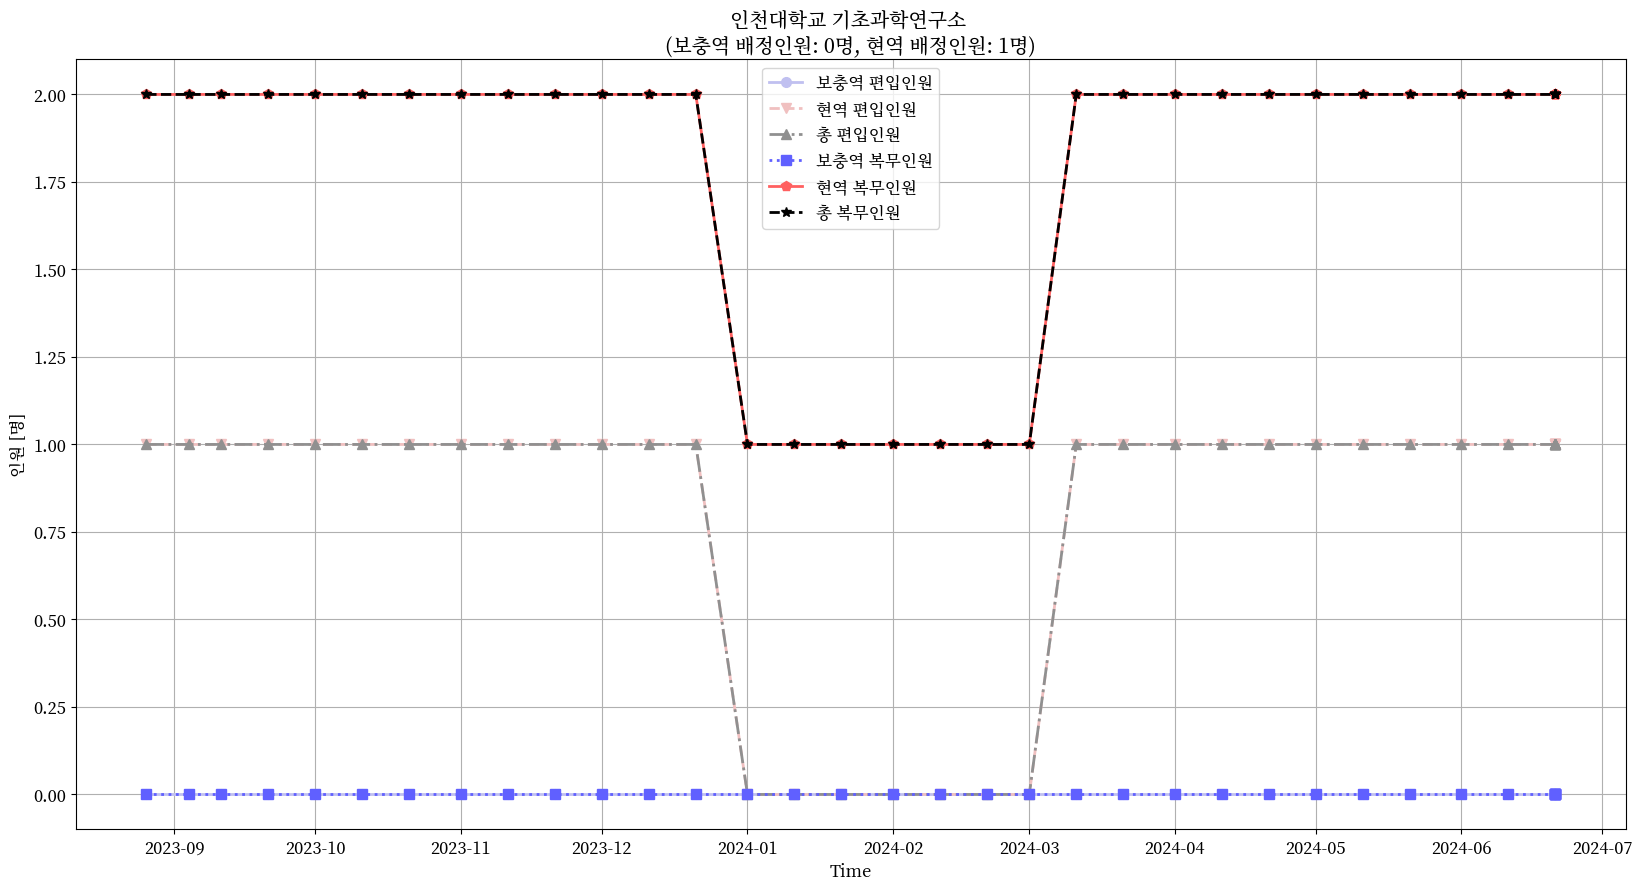 인천대학교 기초과학연구소
(보충역 배정인원: 0명, 현역 배정인원: 1명)
보충역 편입인원
현역 편입인원
총 편입인원
보충역 복무인원
현역 복무인원
총 복무인원
인원 [명]
2.00
1.75
1.50
1.25
1.00
0.75
0.50
0.25
0.00
2023-09
2023-10
2023-11
2023-12
2024-01
2024-02
2024-03
2024-04
2024-05
2024-06
2024-07
Time